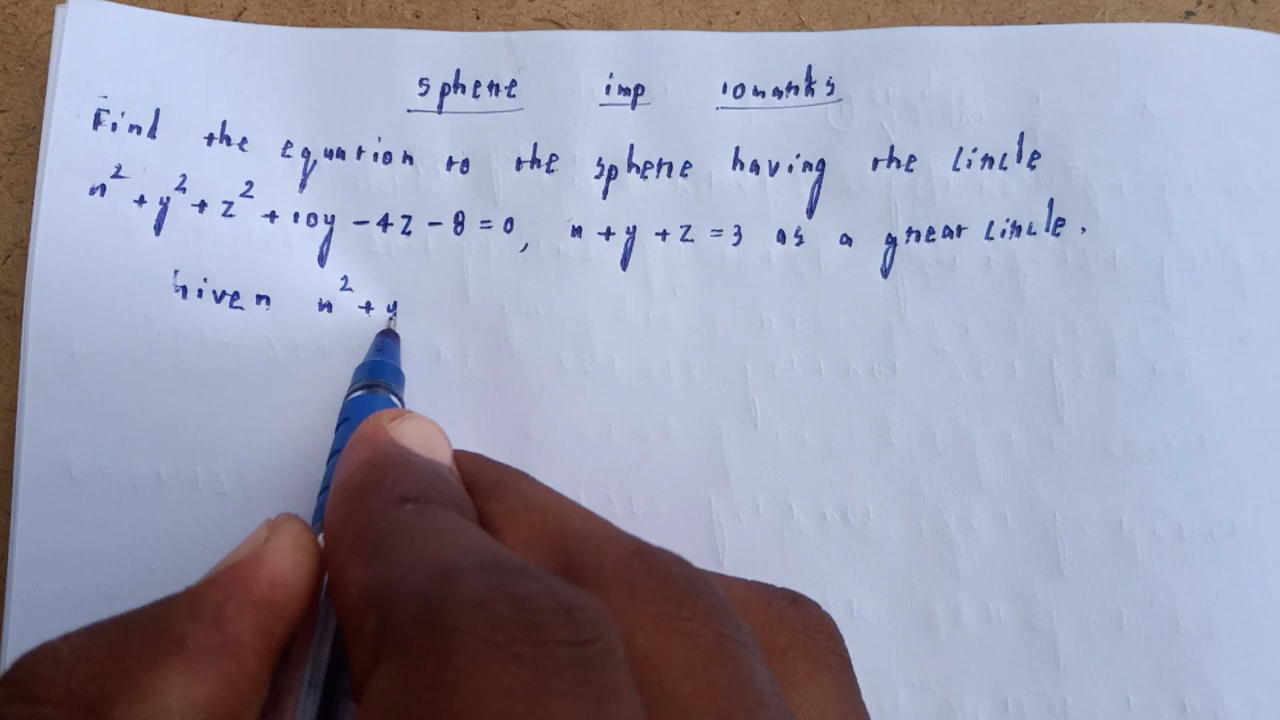 sphere imp 10marks
Find the equation to the sphere having the circle
x² + y² + z² + 10y - 4z - 8 = 0, x + y + z = 3 as a great circle.
Given x² + y